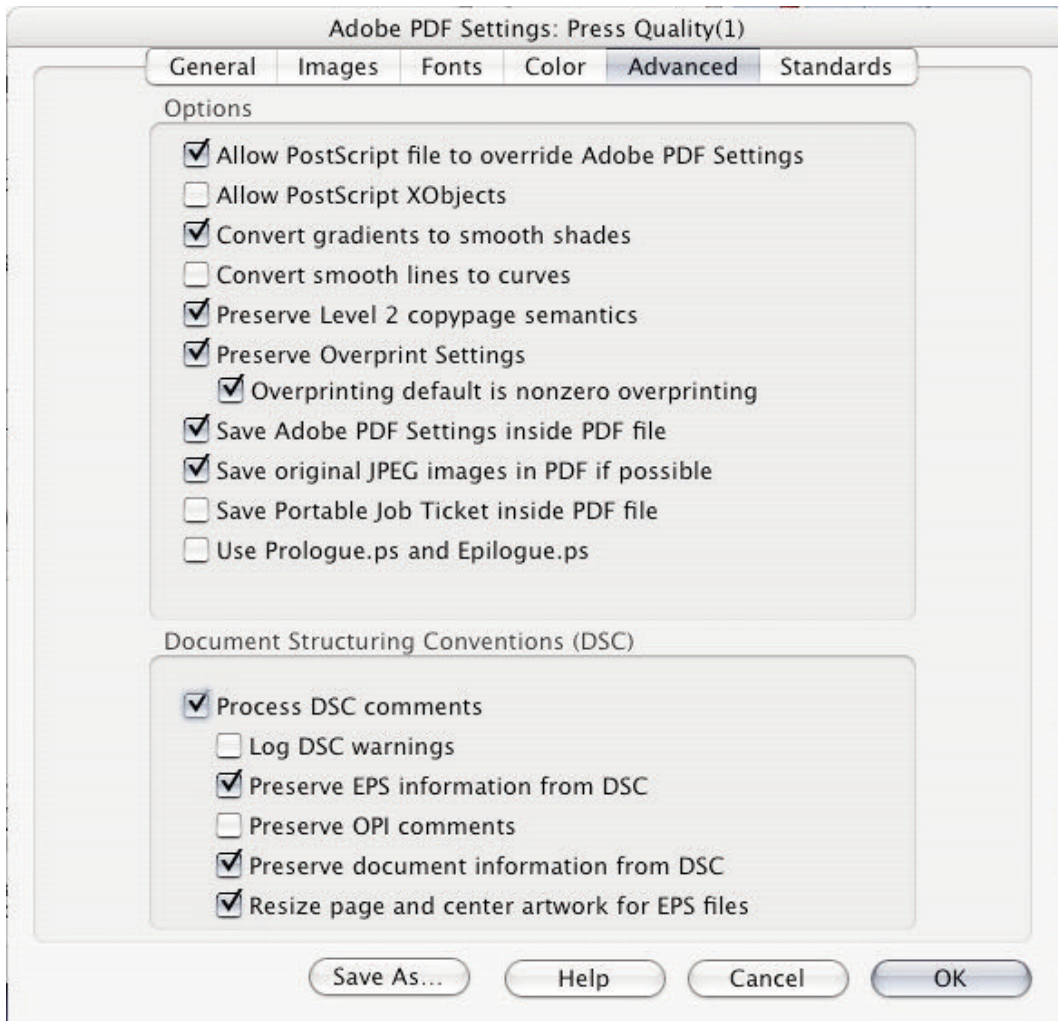 Adobe PDF Settings: Press Quality(1)
General Images Fonts Color Advanced Standards
Options
Allow PostScript file to override Adobe PDF Settings
Allow PostScript XObjects
Convert gradients to smooth shades
Convert smooth lines to curves
Preserve Level 2 copypage semantics
Preserve Overprint Settings
Overprinting default is nonzero overprinting
Save Adobe PDF Settings inside PDF file
Save original JPEG images in PDF if possible
Save Portable Job Ticket inside PDF file
Use Prologue.ps and Epilogue.ps
Document Structuring Conventions (DSC)
Process DSC comments
Log DSC warnings
Preserve EPS information from DSC
Preserve OPI comments
Preserve document information from DSC
Resize page and center artwork for EPS files
Save As... Help Cancel OK